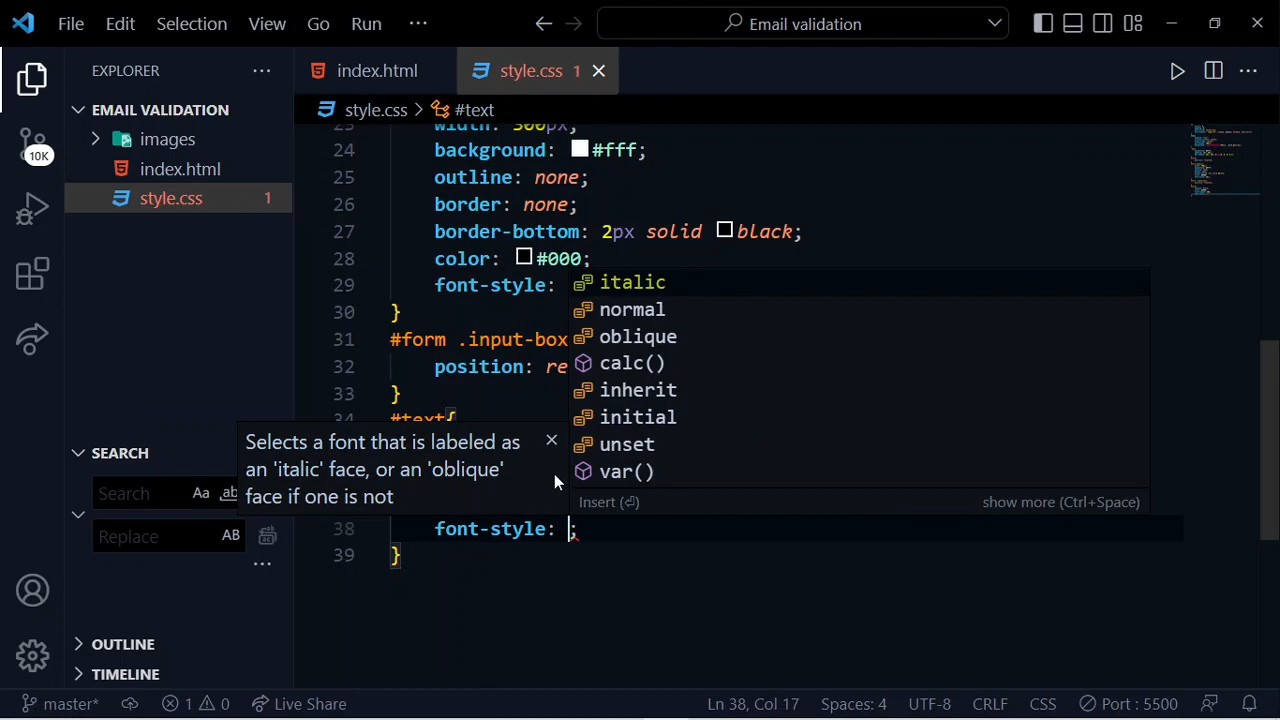 File Edit Selection View Go Run ··· Email validation
EXPLORER ···
index.html
style.css 1
EMAIL VALIDATION
style.css > #text
images
index.html
style.css 1
10K
24 background: #fff;
25 outline: none;
26 border: none;
27 border-bottom: 2px solid black;
28 color: #000;
29 font-style:
30 }
31 #form .input-box
32 position: re
33 }
34 #text{
italic
normal
oblique
calc()
inherit
initial
unset
var()
Insert (⏎) show more (Ctrl+Space)
Selects a font that is labeled as
an 'italic' face, or an 'oblique'
face if one is not
38 font-style: ;
39 }
SEARCH
Search Aa ab
Replace AB
···
OUTLINE
TIMELINE
master* 1 0 Live Share Ln 38, Col 17 Spaces: 4 UTF-8 CRLF CSS Port : 5500